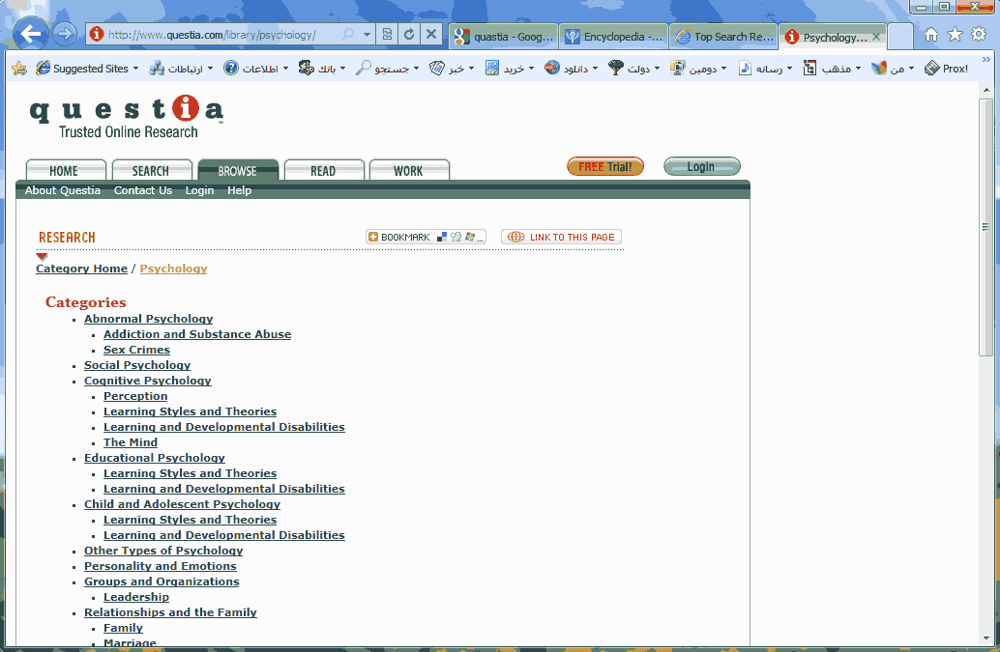 http://www.questia.com/library/psychology/
quastia - Goog...
Encyclopedia -...
Top Search Re...
Psychology...
Suggested Sites
ارتباطات
اطلاعات
بانك
جستجو
خبر
خرید
دانلود
دولت
دومین
رسانه
مذهب
من
Prox!
questia
Trusted Online Research
HOME SEARCH BROWSE READ WORK FREE Trial! Login
About Questia Contact Us Login Help
RESEARCH BOOKMARK ... LINK TO THIS PAGE
Category Home / Psychology
Categories
Abnormal Psychology
Addiction and Substance Abuse
Sex Crimes
Social Psychology
Cognitive Psychology
Perception
Learning Styles and Theories
Learning and Developmental Disabilities
The Mind
Educational Psychology
Learning Styles and Theories
Learning and Developmental Disabilities
Child and Adolescent Psychology
Learning Styles and Theories
Learning and Developmental Disabilities
Other Types of Psychology
Personality and Emotions
Groups and Organizations
Leadership
Relationships and the Family
Family
Marriage